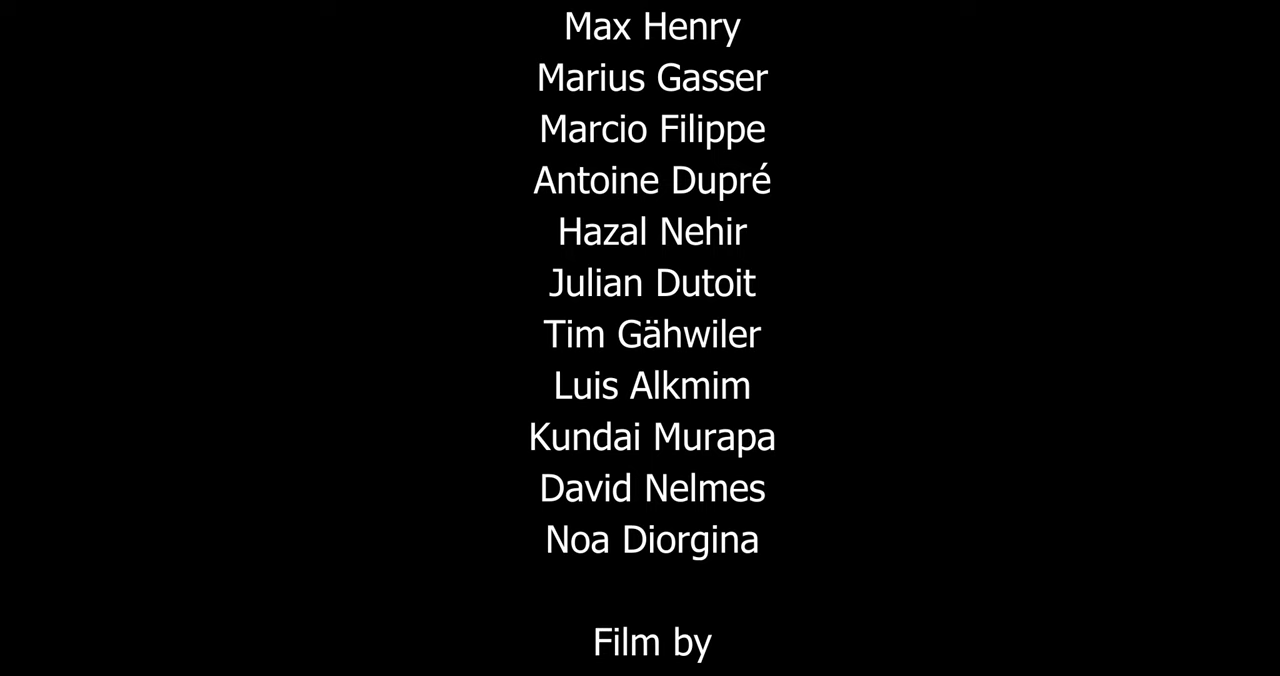 Max Henry
Marius Gasser
Marcio Filippe
Antoine Dupré
Hazal Nehir
Julian Dutoit
Tim Gähwiler
Luis Alkmim
Kundai Murapa
David Nelmes
Noa Diorgina
Film by